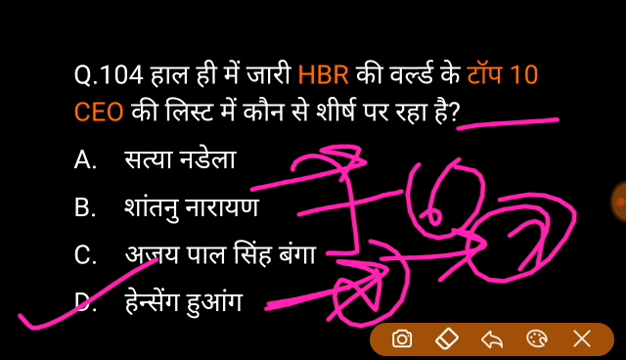 Q.104 हाल ही में जारी HBR की वर्ल्ड के टॉप 10
CEO की लिस्ट में कौन से शीर्ष पर रहा है?
A. सत्या नडेला
B. शांतनु नारायण
C. अजय पाल सिंह बंगा
D. हेन्सेंग हुआंग